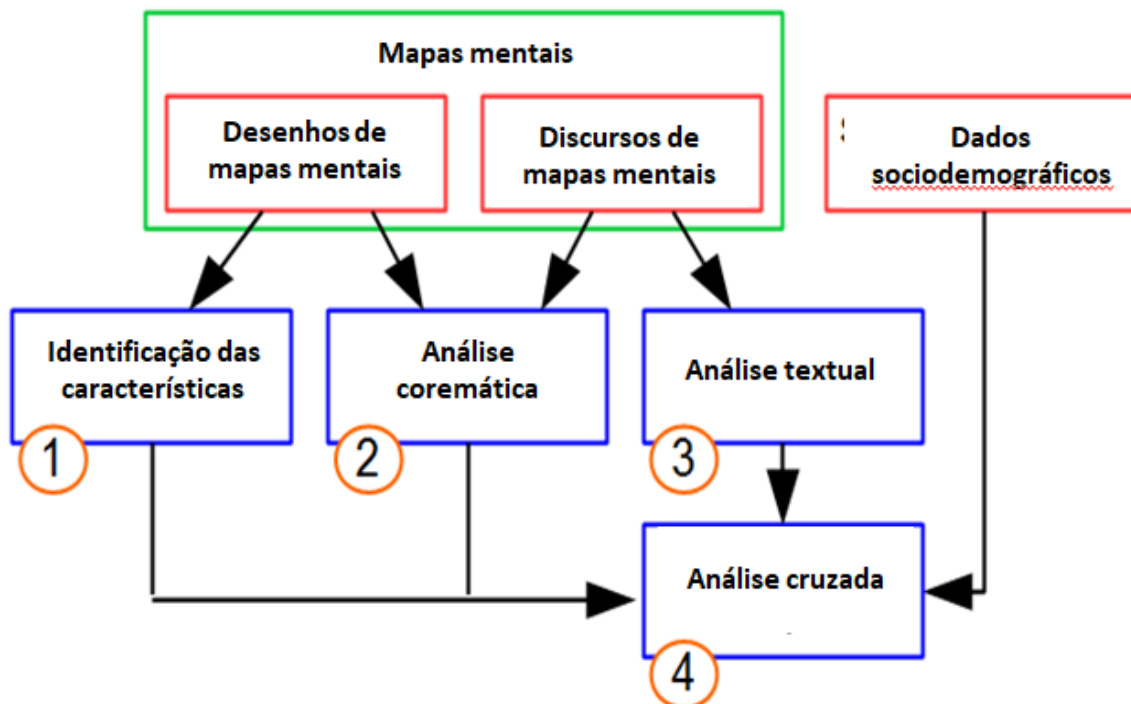 Mapas mentais
Desenhos de
mapas mentais
Discursos de
mapas mentais
Dados
sociodemográficos
Identificação das
características
Análise
coremática
Análise textual
1
2
3
Análise cruzada
4